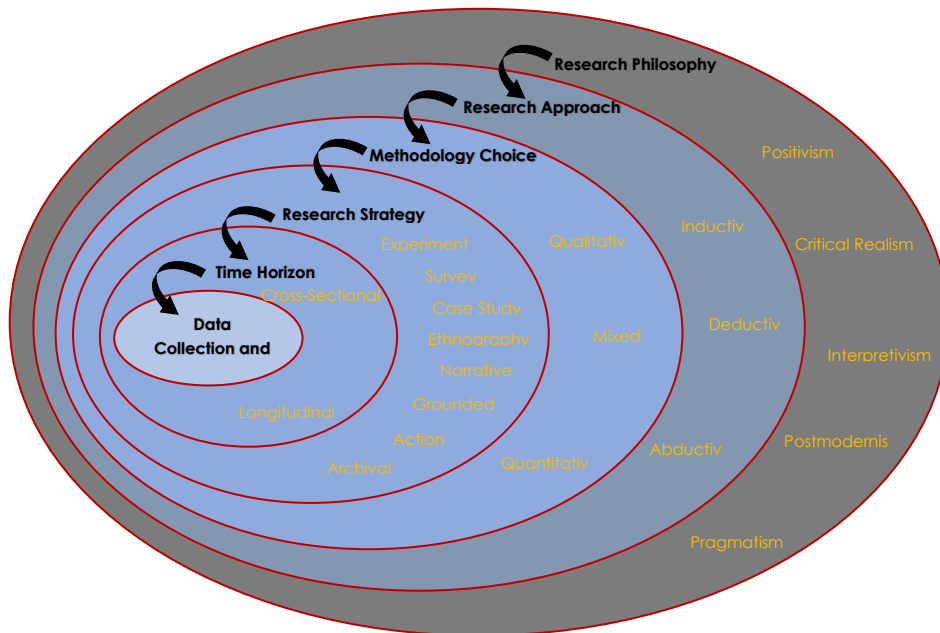 Research Philosophy
Research Approach
Methodology Choice
Research Strategy
Time Horizon
Data
Collection and
Positivism
Critical Realism
Interpretivism
Postmodernis
Pragmatism
Inductiv
Deductiv
Abductiv
Qualitativ
Mixed
Quantitativ
Experiment
Survey
Case Study
Ethnography
Narrative
Grounded
Action
Archival
Cross-Sectional
Longitudinal